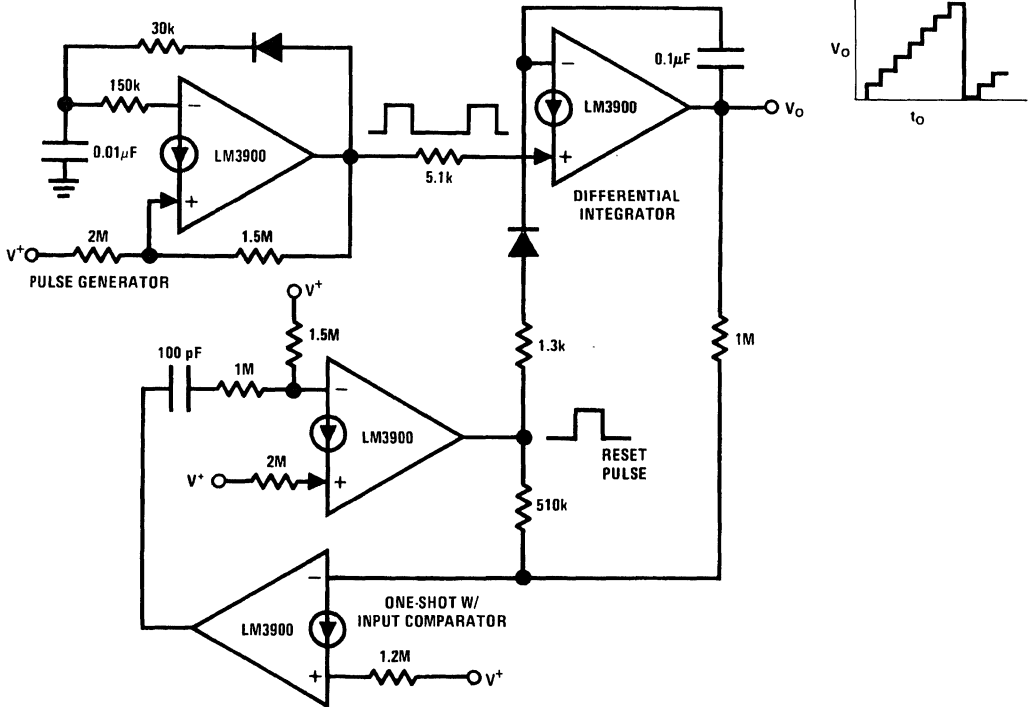 30k
150k
−
LM3900
0.01μF
+
2M
1.5M
V+
PULSE GENERATOR
5.1k
−
LM3900
+
0.1μF
VO
DIFFERENTIAL
INTEGRATOR
VO
tO
V+
1.5M
100 pF
1M
−
LM3900
V+
2M
+
1.3k
1M
RESET
PULSE
510k
−
LM3900
ONE-SHOT W/
INPUT COMPARATOR
+
1.2M
V+